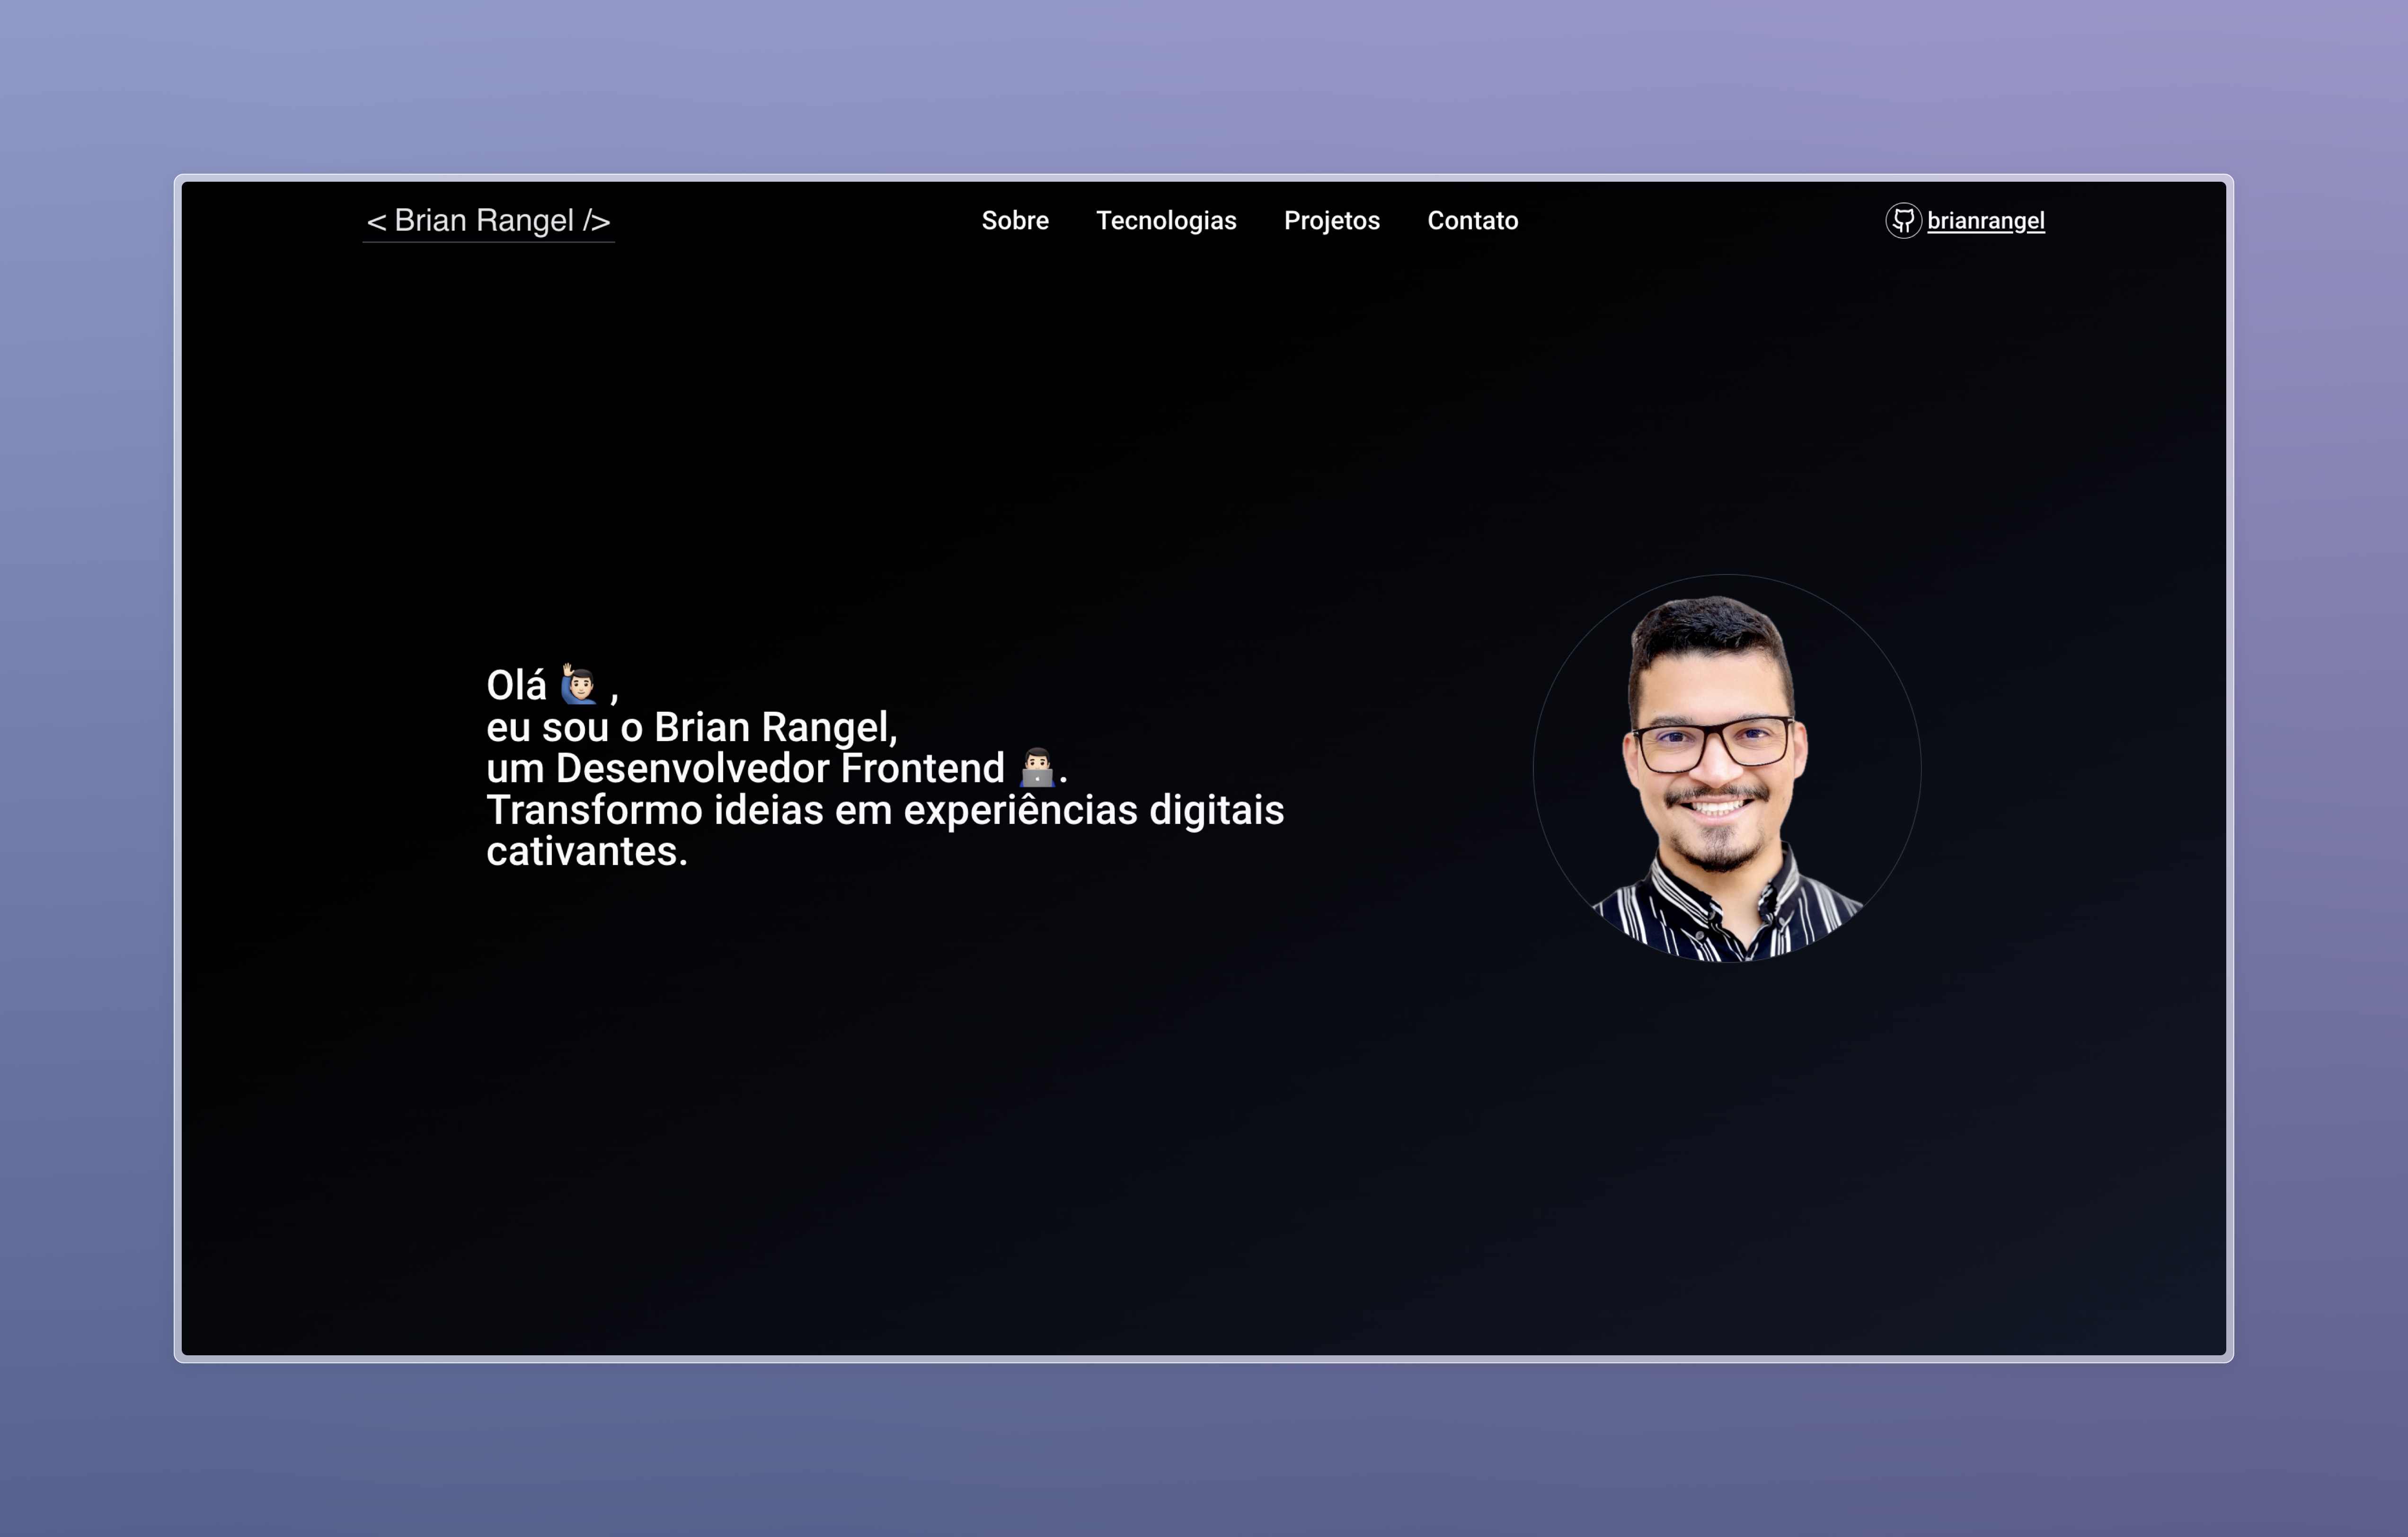 < Brian Rangel />
Sobre Tecnologias Projetos Contato
brianrangel
Olá 🙋🏻‍♂️ ,
eu sou o Brian Rangel,
um Desenvolvedor Frontend 👨🏻‍💻.
Transformo ideias em experiências digitais
cativantes.